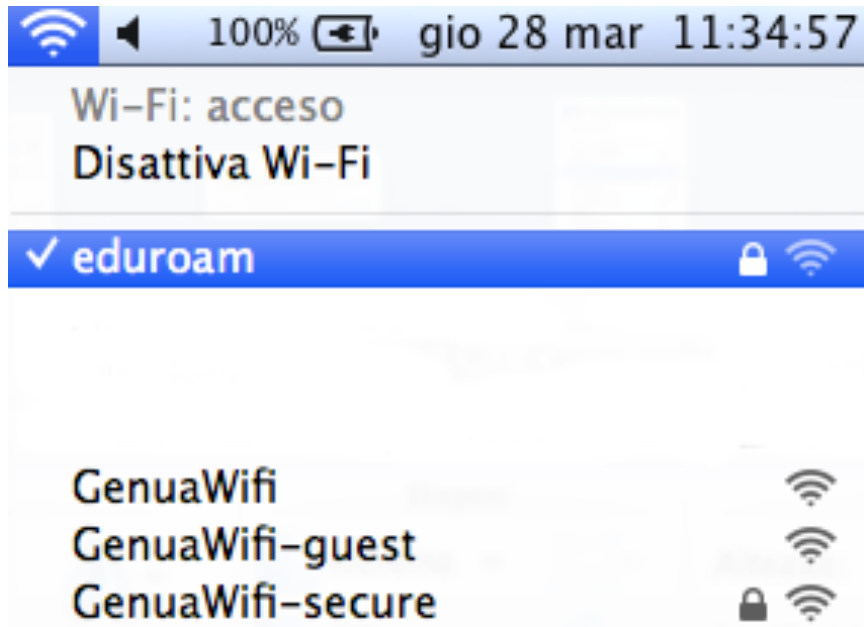 100% gio 28 mar 11:34:57
Wi-Fi: acceso
Disattiva Wi-Fi
eduroam
GenuaWifi
GenuaWifi-guest
GenuaWifi-secure